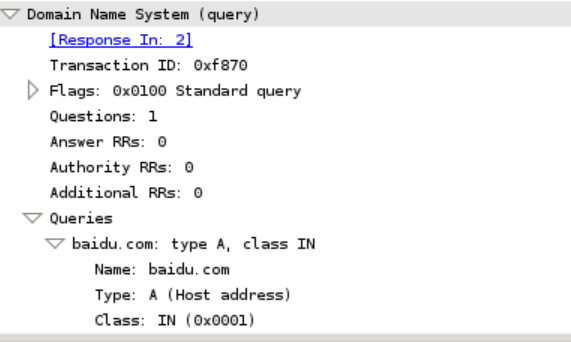 Domain Name System (query)
[Response In: 2]
Transaction ID: 0xf870
Flags: 0x0100 Standard query
Questions: 1
Answer RRs: 0
Authority RRs: 0
Additional RRs: 0
Queries
baidu.com: type A, class IN
Name: baidu.com
Type: A (Host address)
Class: IN (0x0001)